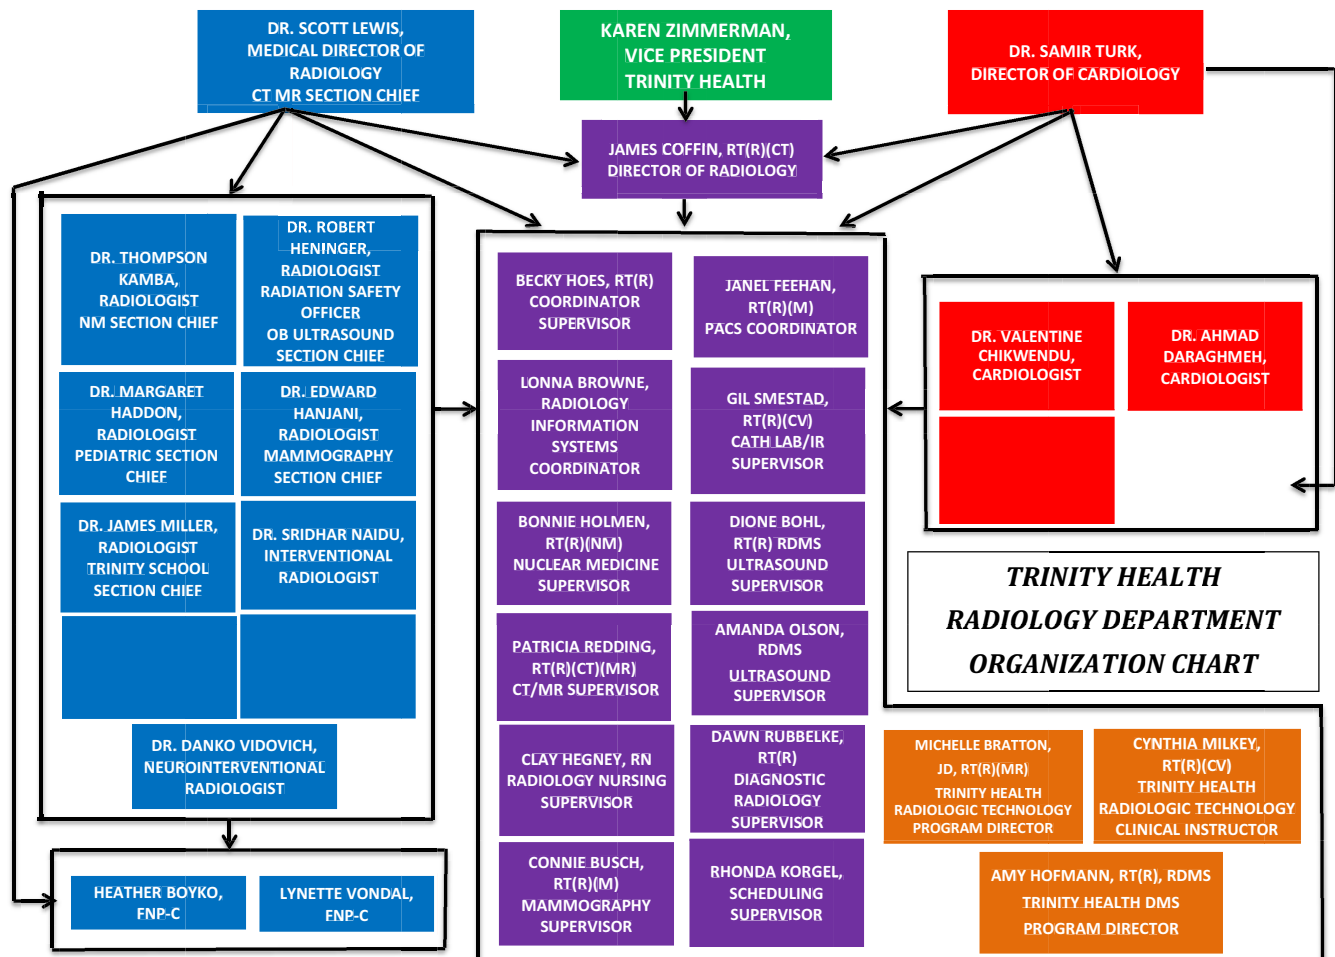 DR. SCOTT LEWIS,
MEDICAL DIRECTOR OF
RADIOLOGY
CT MR SECTION CHIEF
KAREN ZIMMERMAN,
VICE PRESIDENT
TRINITY HEALTH
DR. SAMIR TURK,
DIRECTOR OF CARDIOLOGY
JAMES COFFIN, RT(R)(CT)
DIRECTOR OF RADIOLOGY
DR. THOMPSON
KAMBA,
RADIOLOGIST
NM SECTION CHIEF
DR. ROBERT
HENINGER,
RADIOLOGIST
RADIATION SAFETY
OFFICER
OB ULTRASOUND
SECTION CHIEF
DR. MARGARET
HADDON,
RADIOLOGIST
PEDIATRIC SECTION
CHIEF
DR. EDWARD
HANJANI,
RADIOLOGIST
MAMMOGRAPHY
SECTION CHIEF
DR. JAMES MILLER,
RADIOLOGIST
TRINITY SCHOOL
SECTION CHIEF
DR. SRIDHAR NAIDU,
INTERVENTIONAL
RADIOLOGIST
DR. DANKO VIDOVICH,
NEUROINTERVENTIONAL
RADIOLOGIST
HEATHER BOYKO,
FNP-C
LYNETTE VONDAL,
FNP-C
BECKY HOES, RT(R)
COORDINATOR
SUPERVISOR
JANEL FEEHAN,
RT(R)(M)
PACS COORDINATOR
LONNA BROWNE,
RADIOLOGY
INFORMATION
SYSTEMS
COORDINATOR
GIL SMESTAD,
RT(R)(CV)
CATH LAB/IR
SUPERVISOR
BONNIE HOLMEN,
RT(R)(NM)
NUCLEAR MEDICINE
SUPERVISOR
DIONE BOHL,
RT(R) RDMS
ULTRASOUND
SUPERVISOR
PATRICIA REDDING,
RT(R)(CT)(MR)
CT/MR SUPERVISOR
AMANDA OLSON,
RDMS
ULTRASOUND
SUPERVISOR
CLAY HEGNEY, RN
RADIOLOGY NURSING
SUPERVISOR
DAWN RUBBELKE,
RT(R)
DIAGNOSTIC
RADIOLOGY
SUPERVISOR
CONNIE BUSCH,
RT(R)(M)
MAMMOGRAPHY
SUPERVISOR
RHONDA KORGEL,
SCHEDULING
SUPERVISOR
DR. VALENTINE
CHIKWENDU,
CARDIOLOGIST
DR. AHMAD
DARAGHMEH,
CARDIOLOGIST
TRINITY HEALTH
RADIOLOGY DEPARTMENT
ORGANIZATION CHART
MICHELLE BRATTON,
JD, RT(R)(MR)
TRINITY HEALTH
RADIOLOGIC TECHNOLOGY
PROGRAM DIRECTOR
CYNTHIA MILKEY,
RT(R)(CV)
TRINITY HEALTH
RADIOLOGIC TECHNOLOGY
CLINICAL INSTRUCTOR
AMY HOFMANN, RT(R), RDMS
TRINITY HEALTH DMS
PROGRAM DIRECTOR